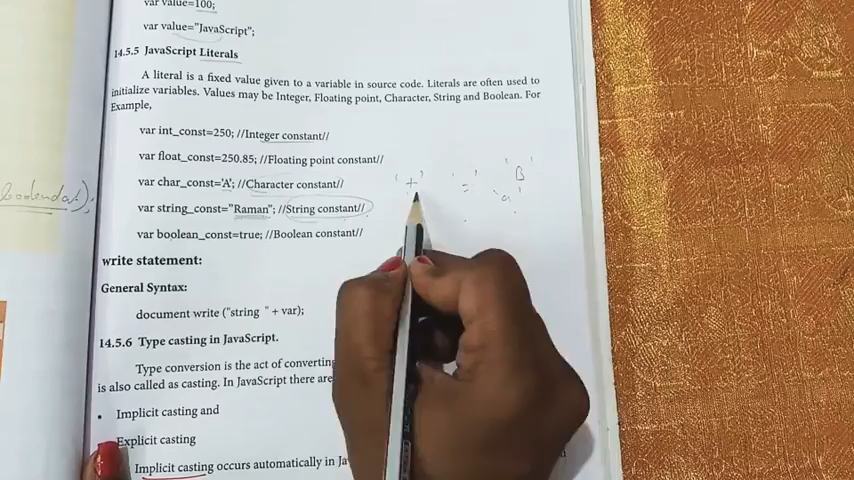 var value=100;
var value="JavaScript";
14.5.5 JavaScript Literals
A literal is a fixed value given to a variable in source code. Literals are often used to
initialize variables. Values may be Integer, Floating point, Character, String and Boolean. For
Example,
var int_const=250; //Integer constant//
var float_const=250.85; //Floating point constant//
var char_const='A'; //Character constant// '+' '=' 'B' 'a'
var string_const="Raman"; //String constant//
var boolean_const=true; //Boolean constant//
write statement:
General Syntax:
document write ("string " + var);
14.5.6 Type casting in JavaScript.
Type conversion is the act of converting
is also called as casting. In JavaScript there are
• Implicit casting and
Explicit casting
Implicit casting occurs automatically in